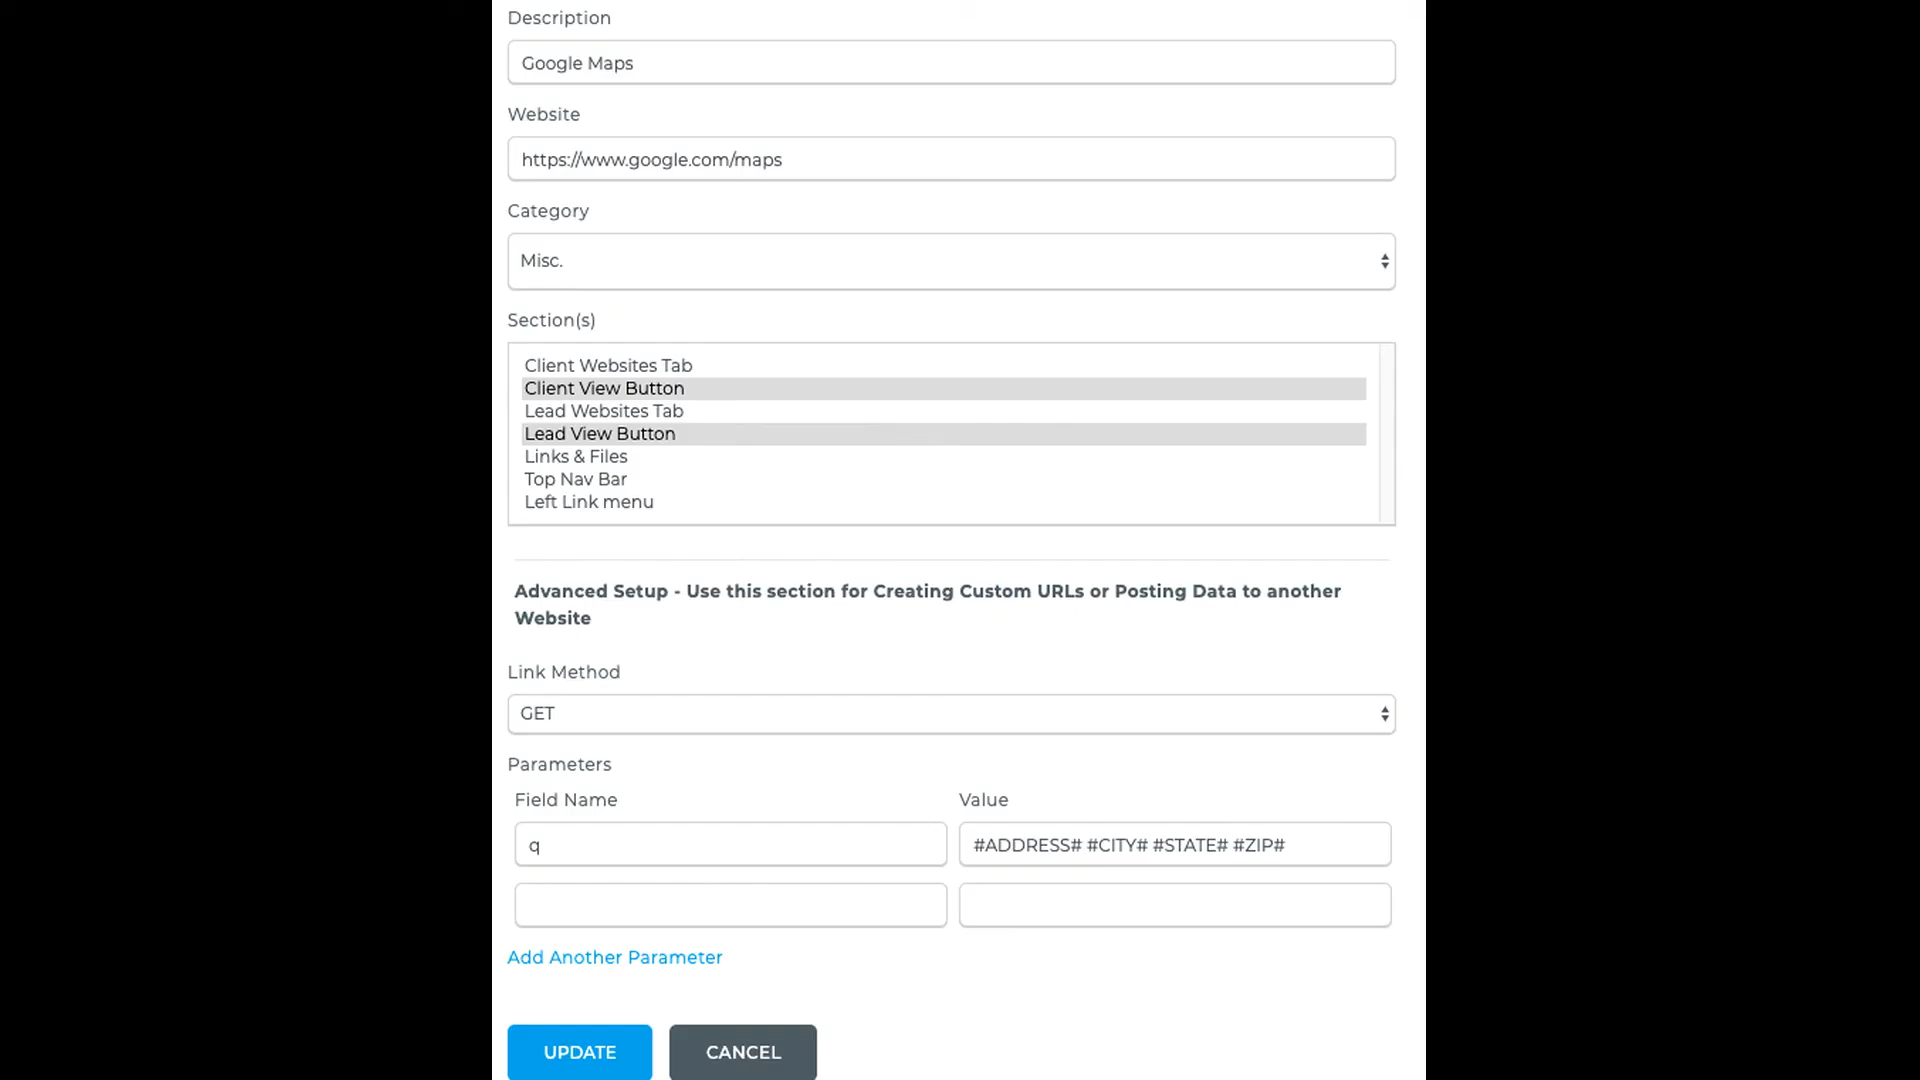 Description
Google Maps
Website
https://www.google.com/maps
Category
Misc.
Section(s)
Client Websites Tab
Client View Button
Lead Websites Tab
Lead View Button
Links & Files
Top Nav Bar
Left Link menu
Advanced Setup - Use this section for Creating Custom URLs or Posting Data to another
Website
Link Method
GET
Parameters
Field Name Value
q #ADDRESS# #CITY# #STATE# #ZIP#
Add Another Parameter
UPDATE CANCEL